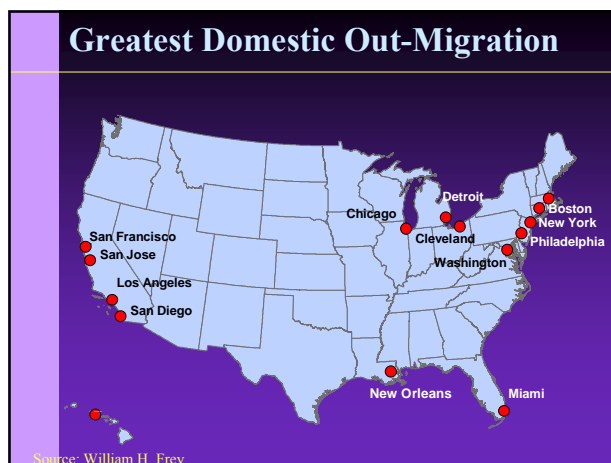 Greatest Domestic Out-Migration
Detroit
Chicago
Boston
New York
Cleveland
Philadelphia
San Francisco
Washington
San Jose
Los Angeles
San Diego
New Orleans
Miami
Source: William H. Frey